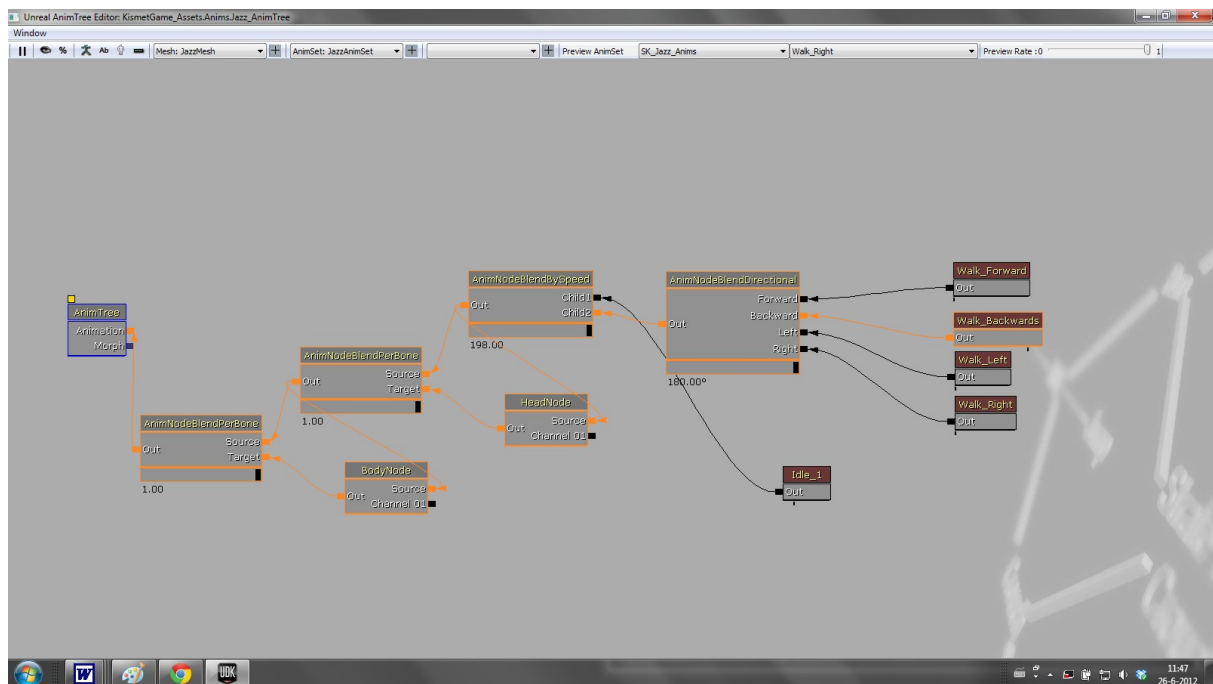 Unreal AnimTree Editor: KismetGame_Assets.Anims.Jazz_AnimTree
Window
Ab Mesh: JazzMesh AnimSet: JazzAnimSet Preview AnimSet SK_Jazz_Anims Walk_Right Preview Rate :0 1
AnimTree
Animation
Morph
AnimNodeBlendPerBone
Out
Source
Target
1.00
AnimNodeBlendPerBone
Out
Source
Target
1.00
BodyNode
Out
Source
Channel 01
AnimNodeBlendBySpeed
Out
Child1
Child2
198.00
HeadNode
Out
Source
Channel 01
AnimNodeBlendDirectional
Out
Forward
Backward
Left
Right
180.00°
Walk_Forward
Out
Walk_Backwards
Out
Walk_Left
Out
Walk_Right
Out
Idle_1
Out
W UDK
11:47
26-6-2012